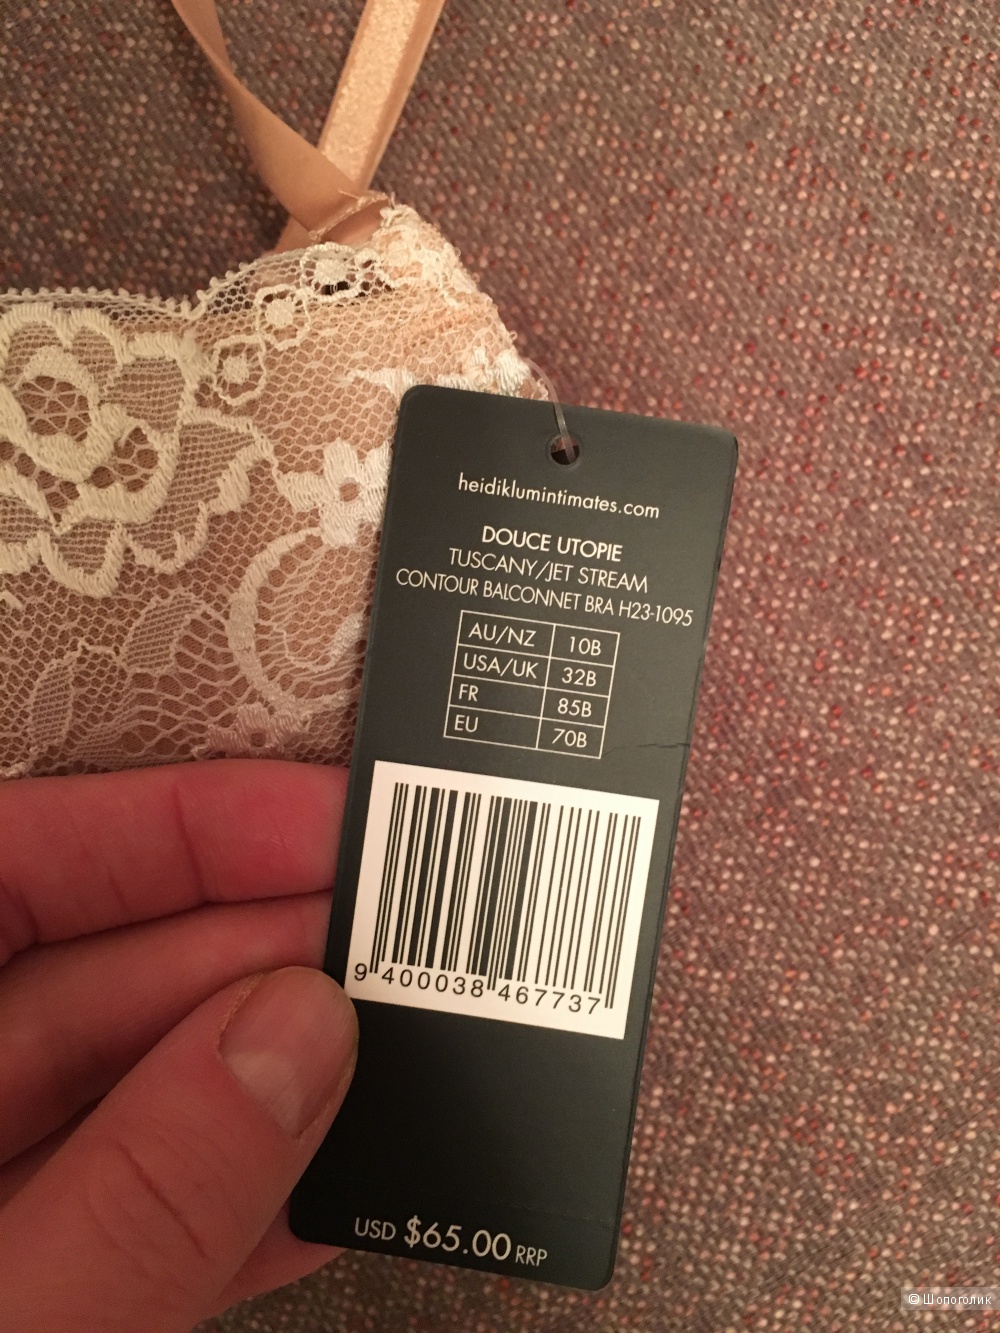 heidiklumintimates.com
DOUCE UTOPIE
TUSCANY/JET STREAM
CONTOUR BALCONNET BRA H23-1095
AU/NZ 10B
USA/UK 32B
FR 85B
EU 70B
9 400038 467737
USD $65.00 RRP
© Шопоголик